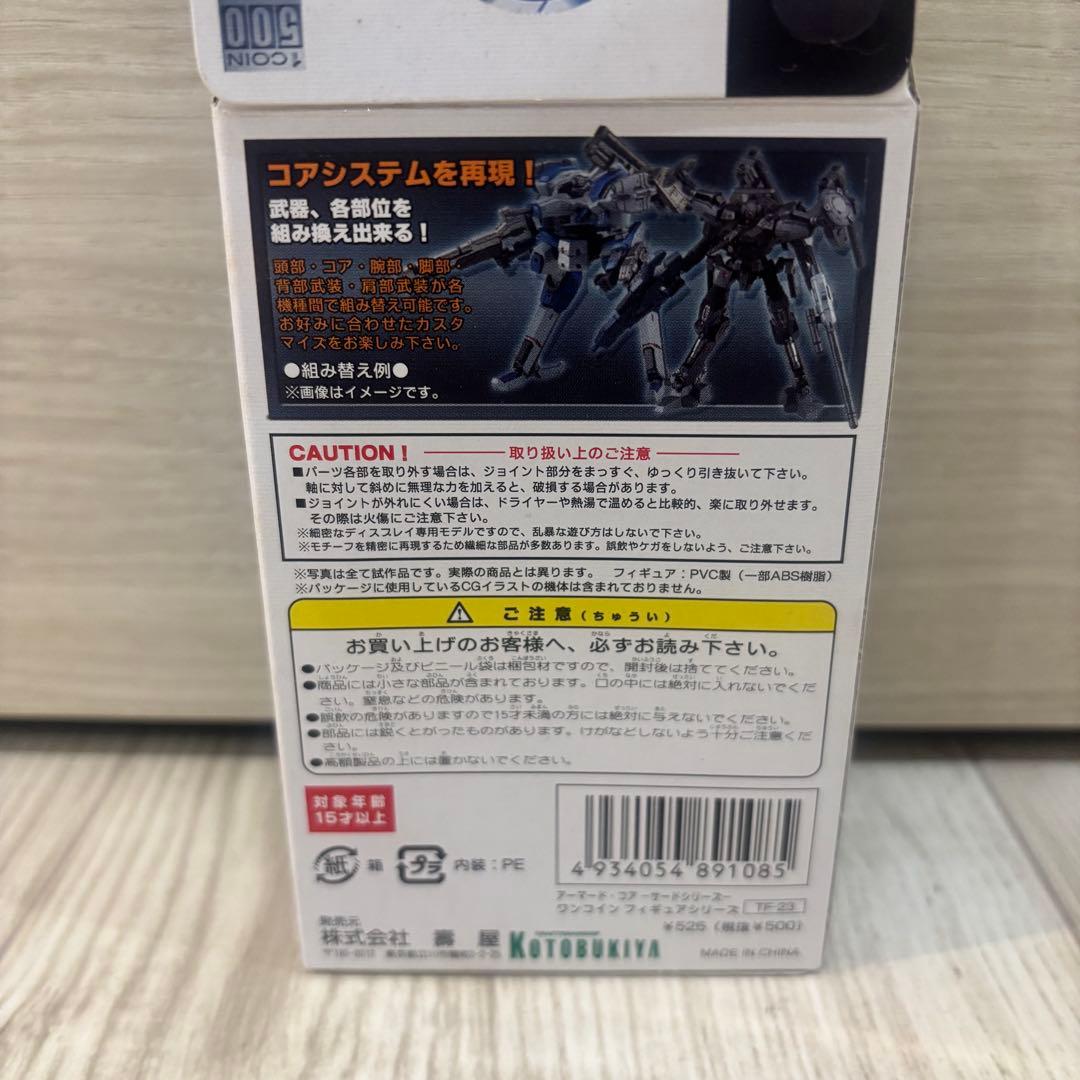 1 COIN
500
コアシステムを再現！
武器、各部位を
組み換え出来る！
頭部・コア・腕部・脚部・
背部武装・肩部武装が各
機種間で組み替え可能です。
お好みに合わせたカスタ
マイズをお楽しみ下さい。
●組み替え例●
※画像はイメージです。
CAUTION！ 取り扱い上のご注意
■パーツ各部を取り外す場合は、ジョイント部分をまっすぐ、ゆっくり引き抜いて下さい。
軸に対して斜めに無理な力を加えると、破損する場合があります。
■ジョイントが外れにくい場合は、ドライヤーや熱湯で温めると比較的、楽に取り外せます。
その際は火傷にご注意下さい。
※細密なディスプレイ専用モデルですので、乱暴な遊び方はしないで下さい。
※モチーフを精密に再現するため繊細な部品が多数あります。誤飲やケガをしないよう、ご注意下さい。
※写真は全て試作品です。実際の商品とは異ります。 フィギュア：PVC製（一部ABS樹脂）
※パッケージに使用しているCGイラストの機体は含まれておりません。
ご注意（ちゅうい）
お買い上げのお客様へ、必ずお読み下さい。
●パッケージ及びビニール袋は梱包材ですので、開封後は捨ててください。
●商品には小さな部品が含まれております。口の中には絶対に入れないでくだ
さい。窒息などの危険があります。
●誤飲の危険がありますので15才未満の方には絶対に与えないでください。
●部品には鋭くとがったものがあります。けがなどしないよう十分ご注意くだ
さい。
●高額製品の上には置かないでください。
対象年齢
15才以上
紙 箱 プラ 内装：PE
4 934054 891085
アーマード・コア ーサードシリーズー
ワンコイン フィギュアシリーズ TF-23
¥525（税抜¥500）
発売元
株式会社 壽屋 KOTOBUKIYA
MADE IN CHINA